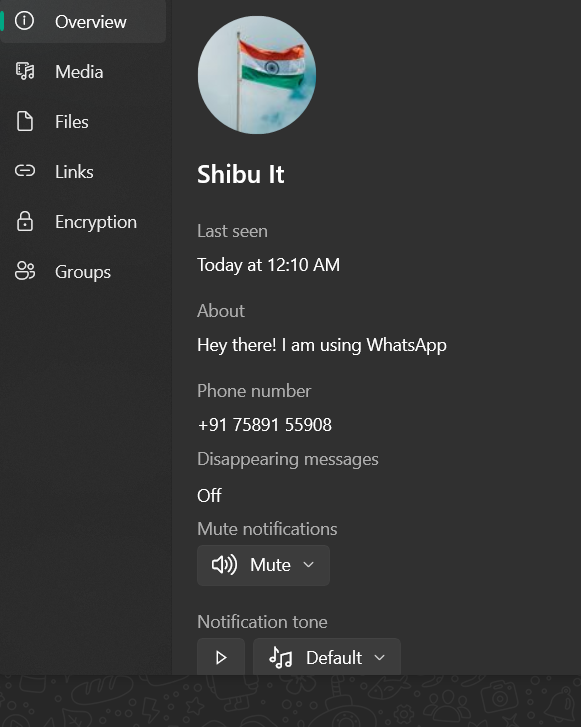 Overview
Media
Files
Links
Encryption
Groups
Shibu It
Last seen
Today at 12:10 AM
About
Hey there! I am using WhatsApp
Phone number
+91 75891 55908
Disappearing messages
Off
Mute notifications
Mute
Notification tone
Default